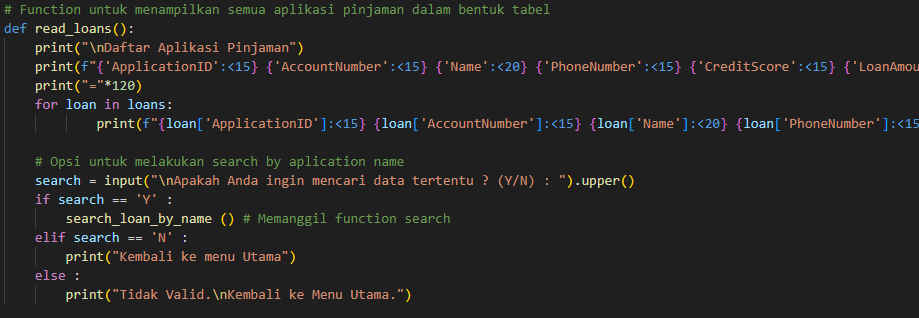 # Function untuk menampilkan semua aplikasi pinjaman dalam bentuk tabel
def read_loans():
    print("\nDaftar Aplikasi Pinjaman")
    print(f"{'ApplicationID':<15} {'AccountNumber':<15} {'Name':<20} {'PhoneNumber':<15} {'CreditScore':<15} {'LoanAmou
    print("="*120)
    for loan in loans:
            print(f"{loan['ApplicationID']:<15} {loan['AccountNumber']:<15} {loan['Name']:<20} {loan['PhoneNumber']:<15
    # Opsi untuk melakukan search by aplication name
    search = input("\nApakah Anda ingin mencari data tertentu ? (Y/N) : ").upper()
    if search == 'Y' :
        search_loan_by_name () # Memanggil function search
    elif search == 'N' :
        print("Kembali ke menu Utama")
    else :
        print("Tidak Valid.\nKembali ke Menu Utama.")